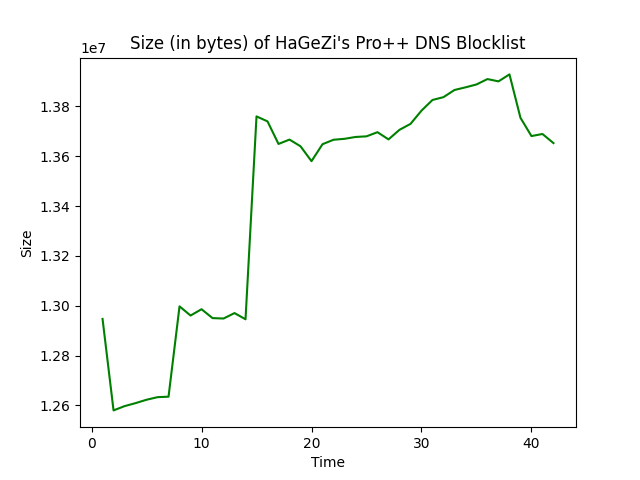 Size (in bytes) of HaGeZi's Pro++ DNS Blocklist
1e7
1.38
1.36
1.34
1.32
1.30
1.28
1.26
Size
0 10 20 30 40
Time